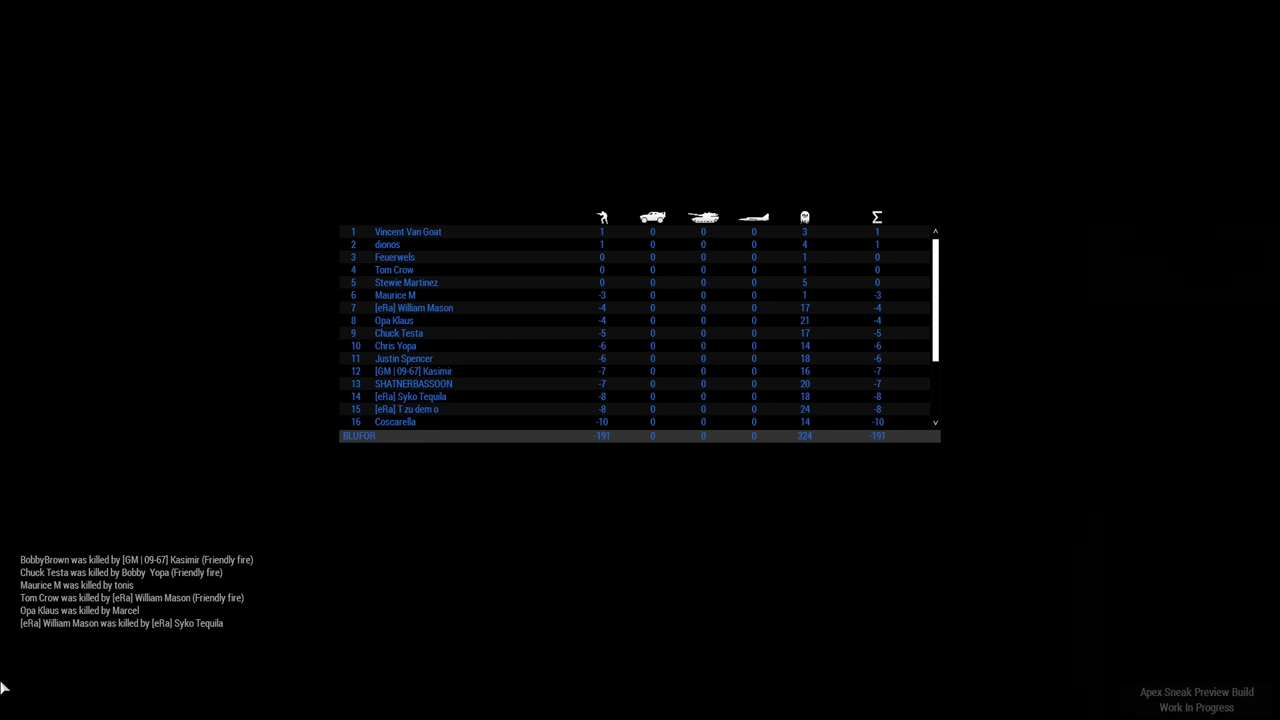 Σ
1 Vincent Van Goat 1 0 0 0 3 1
2 dionos 1 0 0 0 4 1
3 Feuerwels 0 0 0 0 1 0
4 Tom Crow 0 0 0 0 1 0
5 Stewie Martinez 0 0 0 0 5 0
6 Maurice M -3 0 0 0 1 -3
7 [eRa] William Mason -4 0 0 0 17 -4
8 Opa Klaus -4 0 0 0 21 -4
9 Chuck Testa -5 0 0 0 17 -5
10 Chris Yopa -6 0 0 0 14 -6
11 Justin Spencer -6 0 0 0 18 -6
12 [GM | 09-67] Kasimir -7 0 0 0 16 -7
13 SHATNERBASSOON -7 0 0 0 20 -7
14 [eRa] Syko Tequila -8 0 0 0 18 -8
15 [eRa] T zu dem o -8 0 0 0 24 -8
16 Coscarella -10 0 0 0 14 -10
BLUFOR -191 0 0 0 324 -191
BobbyBrown was killed by [GM | 09-67] Kasimir (Friendly fire)
Chuck Testa was killed by Bobby Yopa (Friendly fire)
Maurice M was killed by tonis
Tom Crow was killed by [eRa] William Mason (Friendly fire)
Opa Klaus was killed by Marcel
[eRa] William Mason was killed by [eRa] Syko Tequila
Apex Sneak Preview Build
Work In Progress